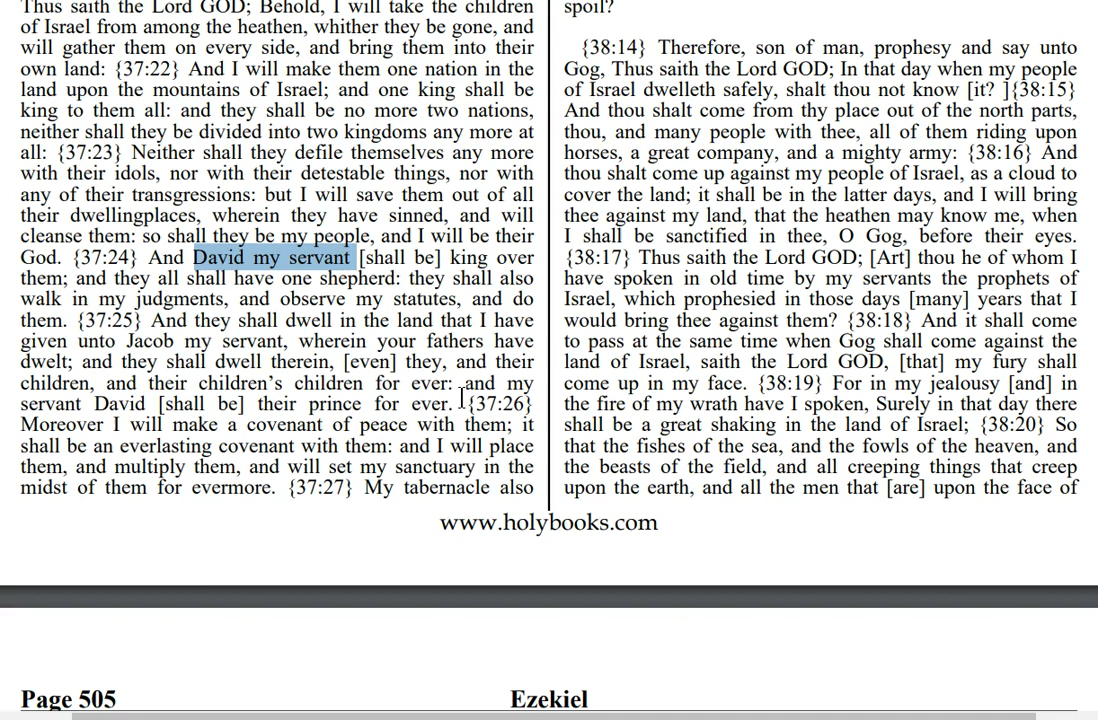 Thus saith the Lord GOD; Behold, I will take the children
of Israel from among the heathen, whither they be gone, and
will gather them on every side, and bring them into their
own land: {37:22} And I will make them one nation in the
land upon the mountains of Israel; and one king shall be
king to them all: and they shall be no more two nations,
neither shall they be divided into two kingdoms any more at
all: {37:23} Neither shall they defile themselves any more
with their idols, nor with their detestable things, nor with
any of their transgressions: but I will save them out of all
their dwellingplaces, wherein they have sinned, and will
cleanse them: so shall they be my people, and I will be their
God. {37:24} And David my servant [shall be] king over
them; and they all shall have one shepherd: they shall also
walk in my judgments, and observe my statutes, and do
them. {37:25} And they shall dwell in the land that I have
given unto Jacob my servant, wherein your fathers have
dwelt; and they shall dwell therein, [even] they, and their
children, and their children’s children for ever: and my
servant David [shall be] their prince for ever. {37:26}
Moreover I will make a covenant of peace with them; it
shall be an everlasting covenant with them: and I will place
them, and multiply them, and will set my sanctuary in the
midst of them for evermore. {37:27} My tabernacle also
spoil?
{38:14} Therefore, son of man, prophesy and say unto
Gog, Thus saith the Lord GOD; In that day when my people
of Israel dwelleth safely, shalt thou not know [it? ]{38:15}
And thou shalt come from thy place out of the north parts,
thou, and many people with thee, all of them riding upon
horses, a great company, and a mighty army: {38:16} And
thou shalt come up against my people of Israel, as a cloud to
cover the land; it shall be in the latter days, and I will bring
thee against my land, that the heathen may know me, when
I shall be sanctified in thee, O Gog, before their eyes.
{38:17} Thus saith the Lord GOD; [Art] thou he of whom I
have spoken in old time by my servants the prophets of
Israel, which prophesied in those days [many] years that I
would bring thee against them? {38:18} And it shall come
to pass at the same time when Gog shall come against the
land of Israel, saith the Lord GOD, [that] my fury shall
come up in my face. {38:19} For in my jealousy [and] in
the fire of my wrath have I spoken, Surely in that day there
shall be a great shaking in the land of Israel; {38:20} So
that the fishes of the sea, and the fowls of the heaven, and
the beasts of the field, and all creeping things that creep
upon the earth, and all the men that [are] upon the face of
www.holybooks.com
Page 505
Ezekiel